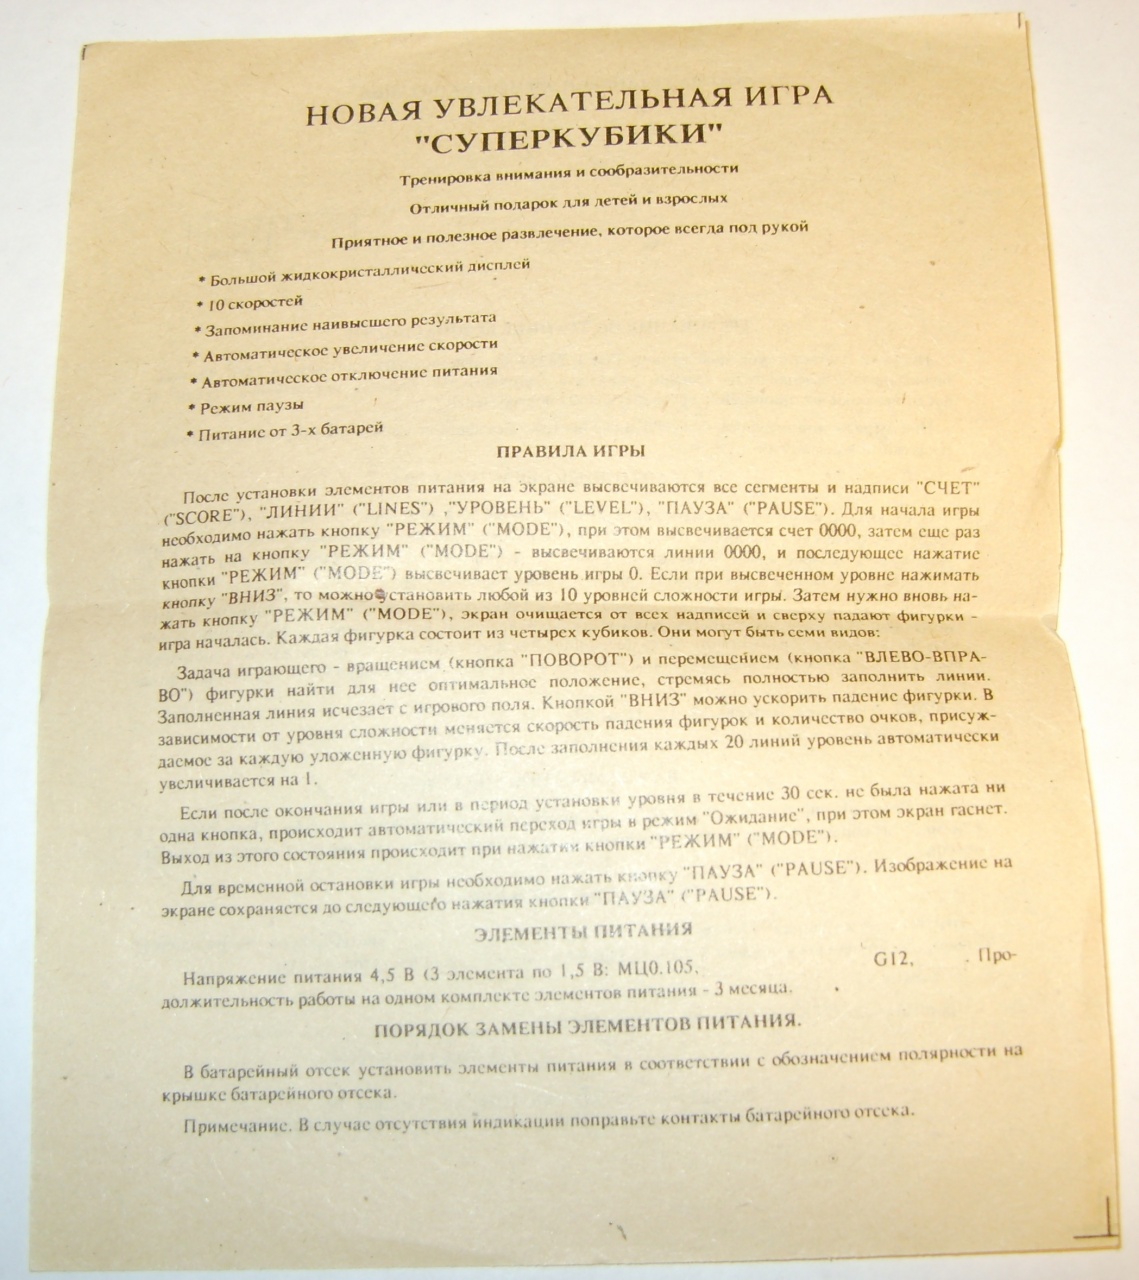 НОВАЯ УВЛЕКАТЕЛЬНАЯ ИГРА
"СУПЕРКУБИКИ"
Тренировка внимания и сообразительности
Отличный подарок для детей и взрослых
Приятное и полезное развлечение, которое всегда под рукой
* Большой жидкокристаллический дисплей
* 10 скоростей
* Запоминание наивысшего результата
* Автоматическое увеличение скорости
* Автоматическое отключение питания
* Режим паузы
* Питание от 3-х батарей
ПРАВИЛА ИГРЫ
После установки элементов питания на экране высвечиваются все сегменты и надписи "СЧЕТ"
("SCORE"), "ЛИНИИ" ("LINES") ,"УРОВЕНЬ" ("LEVEL"), "ПАУЗА" ("PAUSE"). Для начала игры
необходимо нажать кнопку "РЕЖИМ" ("MODE"), при этом высвечивается счет 0000, затем еще раз
нажать на кнопку "РЕЖИМ" ("MODE") - высвечиваются линии 0000, и последующее нажатие
кнопки "РЕЖИМ" ("MODE") высвечивает уровень игры 0. Если при высвеченном уровне нажимать
кнопку "ВНИЗ", то можно установить любой из 10 уровней сложности игры. Затем нужно вновь на-
жать кнопку "РЕЖИМ" ("MODE"), экран очищается от всех надписей и сверху падают фигурки -
игра началась. Каждая фигурка состоит из четырех кубиков. Они могут быть семи видов:
Задача играющего - вращением (кнопка "ПОВОРОТ") и перемещением (кнопка "ВЛЕВО-ВПРА-
ВО") фигурки найти для нее оптимальное положение, стремясь полностью заполнить линии.
Заполненная линия исчезает с игрового поля. Кнопкой "ВНИЗ" можно ускорить падение фигурки. В
зависимости от уровня сложности меняется скорость падения фигурок и количество очков, присуж-
даемое за каждую уложенную фигурку. После заполнения каждых 20 линий уровень автоматически
увеличивается на 1.
Если после окончания игры или в период установки уровня в течение 30 сек. не была нажата ни
одна кнопка, происходит автоматический переход игры в режим "Ожидание", при этом экран гаснет.
Выход из этого состояния происходит при нажатии кнопки "РЕЖИМ" ("MODE").
Для временной остановки игры необходимо нажать кнопку "ПАУЗА" ("PAUSE"). Изображение на
экране сохраняется до следующего нажатия кнопки "ПАУЗА" ("PAUSE").
ЭЛЕМЕНТЫ ПИТАНИЯ
Напряжение питания 4,5 В (3 элемента по 1,5 В: МЦ0.105, G12, . Про-
должительность работы на одном комплекте элементов питания - 3 месяца.
ПОРЯДОК ЗАМЕНЫ ЭЛЕМЕНТОВ ПИТАНИЯ.
В батарейный отсек установить элементы питания в соответствии с обозначением полярности на
крышке батарейного отсека.
Примечание. В случае отсутствия индикации поправьте контакты батарейного отсека.